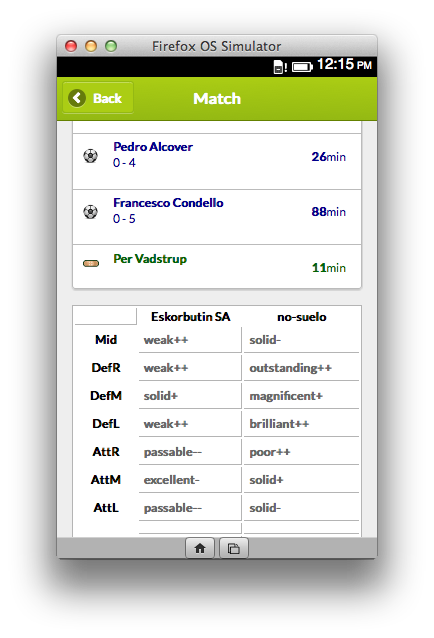 Firefox OS Simulator
! 12:15 PM
Back Match
Pedro Alcover
0 - 4 26min
Francesco Condello
0 - 5 88min
Per Vadstrup
11min
Eskorbutin SA no-suelo
Mid weak++ solid-
DefR weak++ outstanding++
DefM solid+ magnificent+
DefL weak++ brilliant++
AttR passable-- poor++
AttM excellent- solid+
AttL passable-- solid-